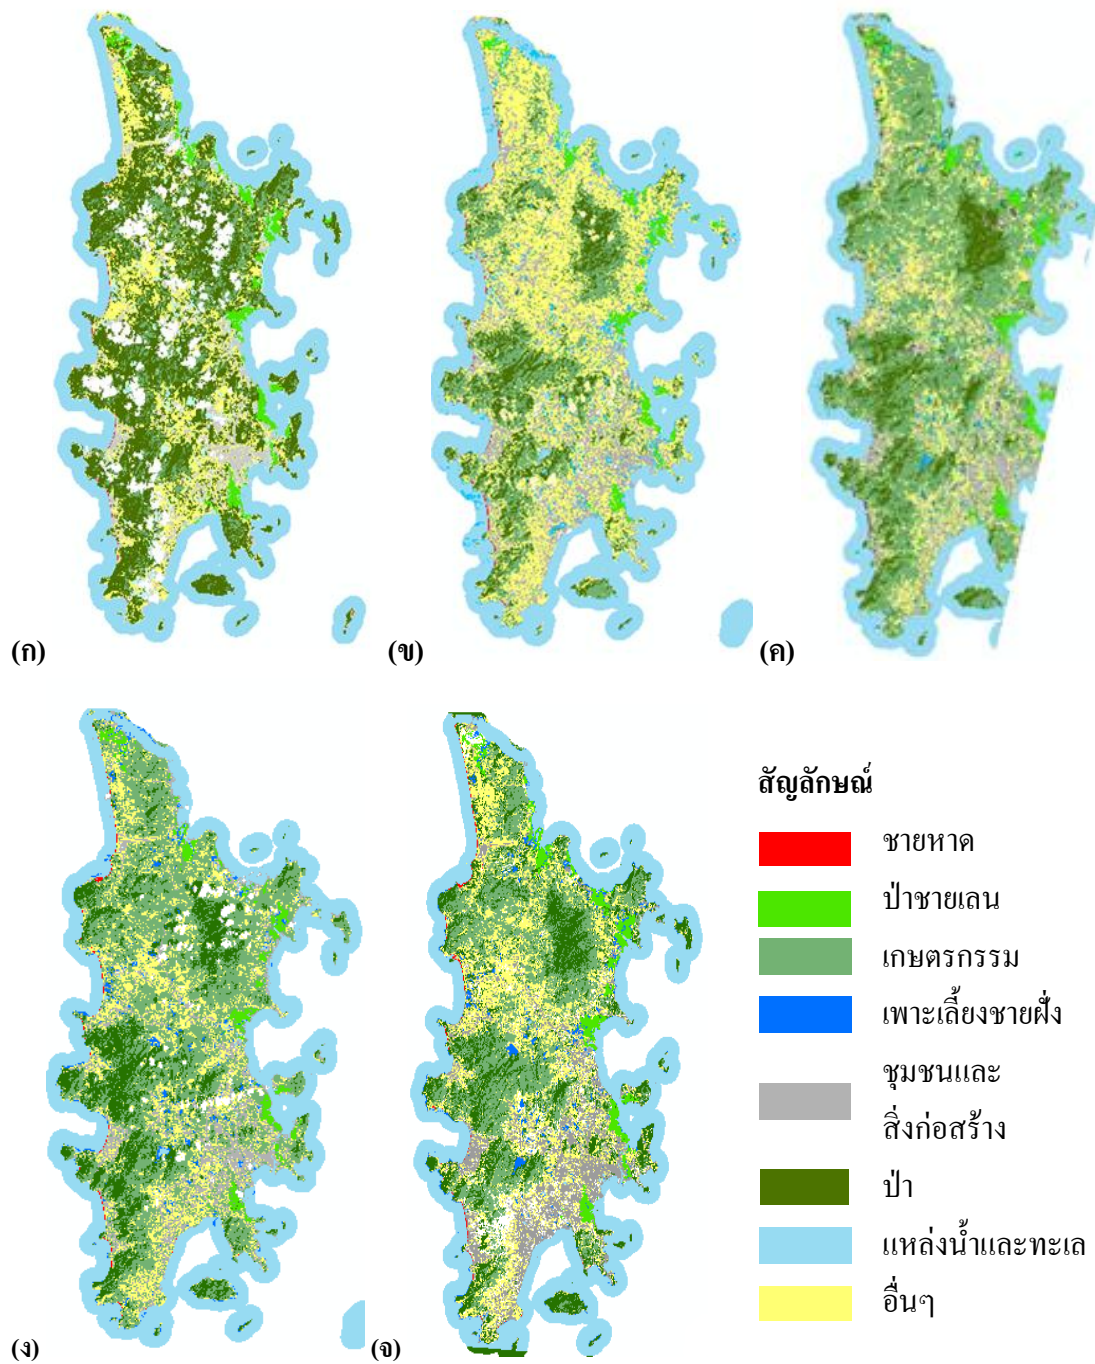 (ก)
(ข)
(ค)
(ง)
(จ)
สัญลักษณ์
ชายหาด
ป่าชายเลน
เกษตรกรรม
เพาะเลี้ยงชายฝั่ง
ชุมชนและ
สิ่งก่อสร้าง
ป่า
แหล่งน้ำและทะเล
อื่นๆ